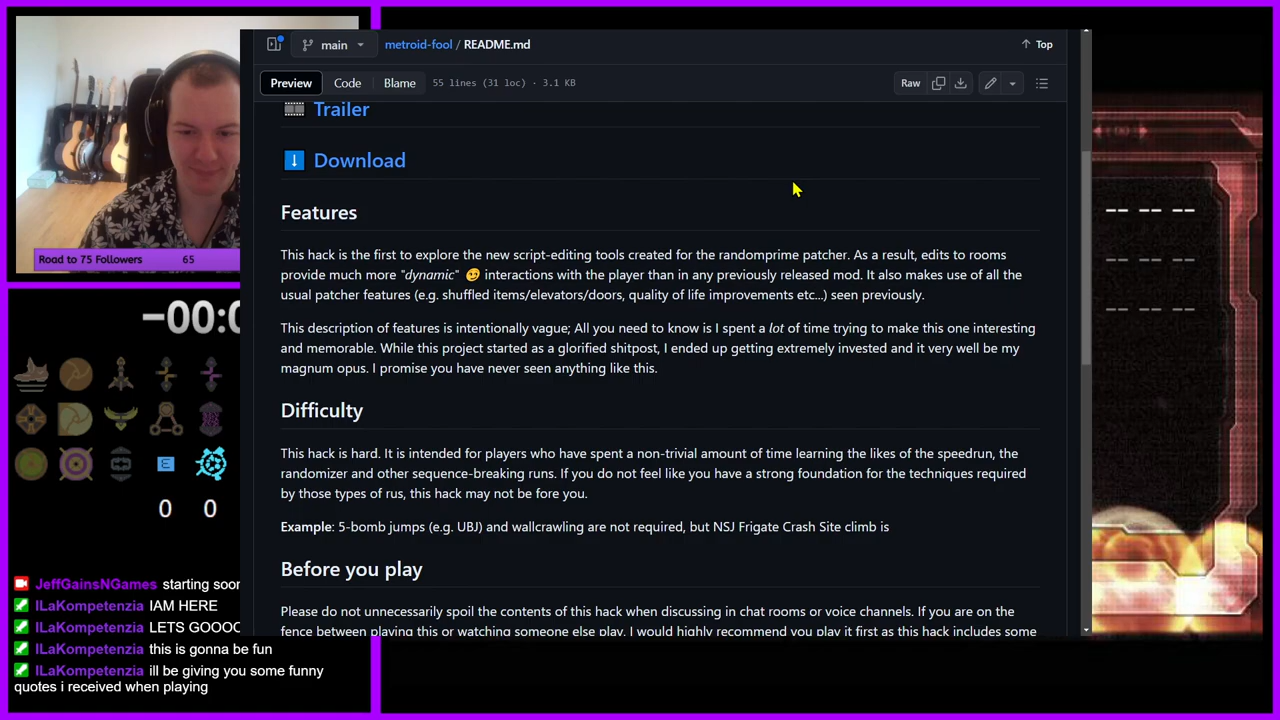 main
metroid-fool / README.md
Top
Preview
Code
Blame
55 lines (31 loc) · 3.1 KB
Raw
Trailer
Download
Features
This hack is the first to explore the new script-editing tools created for the randomprime patcher. As a result, edits to rooms
provide much more "dynamic" 😏 interactions with the player than in any previously released mod. It also makes use of all the
usual patcher features (e.g. shuffled items/elevators/doors, quality of life improvements etc...) seen previously.
This description of features is intentionally vague; All you need to know is I spent a lot of time trying to make this one interesting
and memorable. While this project started as a glorified shitpost, I ended up getting extremely invested and it very well be my
magnum opus. I promise you have never seen anything like this.
Difficulty
This hack is hard. It is intended for players who have spent a non-trivial amount of time learning the likes of the speedrun, the
randomizer and other sequence-breaking runs. If you do not feel like you have a strong foundation for the techniques required
by those types of rus, this hack may not be fore you.
Example: 5-bomb jumps (e.g. UBJ) and wallcrawling are not required, but NSJ Frigate Crash Site climb is
Before you play
Please do not unnecessarily spoil the contents of this hack when discussing in chat rooms or voice channels. If you are on the
fence between playing this or watching someone else play, I would highly recommend you play it first as this hack includes some
Road to 75 Followers 65
−00:0
0 0
JeffGainsNGames starting soon
ILaKompetenzia IAM HERE
ILaKompetenzia LETS GOOOO
ILaKompetenzia this is gonna be fun
ILaKompetenzia ill be giving you some funny
quotes i received when playing
-- -- --
-- -- --
-- -- --